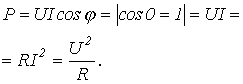 P = UI cos φ = |cos 0 = 1| = UI =
= RI² = U²/R.